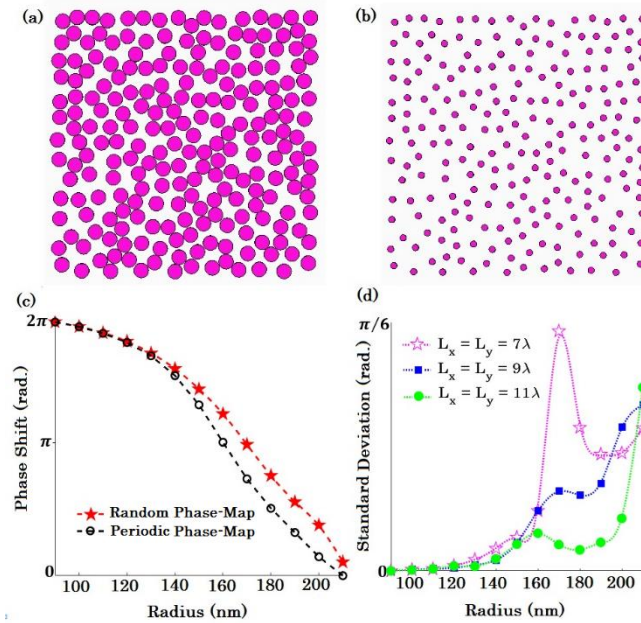 (a)
(b)
(c)
2π
π
0
Phase Shift (rad.)
Random Phase-Map
Periodic Phase-Map
100 120 140 160 180 200
Radius (nm)
(d)
π/6
0
Standard Deviation (rad.)
Lx = Ly = 7λ
Lx = Ly = 9λ
Lx = Ly = 11λ
100 120 140 160 180 200
Radius (nm)